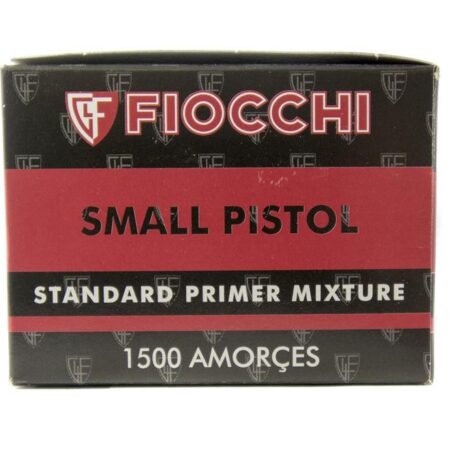 FIOCCHI
SMALL PISTOL
STANDARD PRIMER MIXTURE
1500 AMORÇES